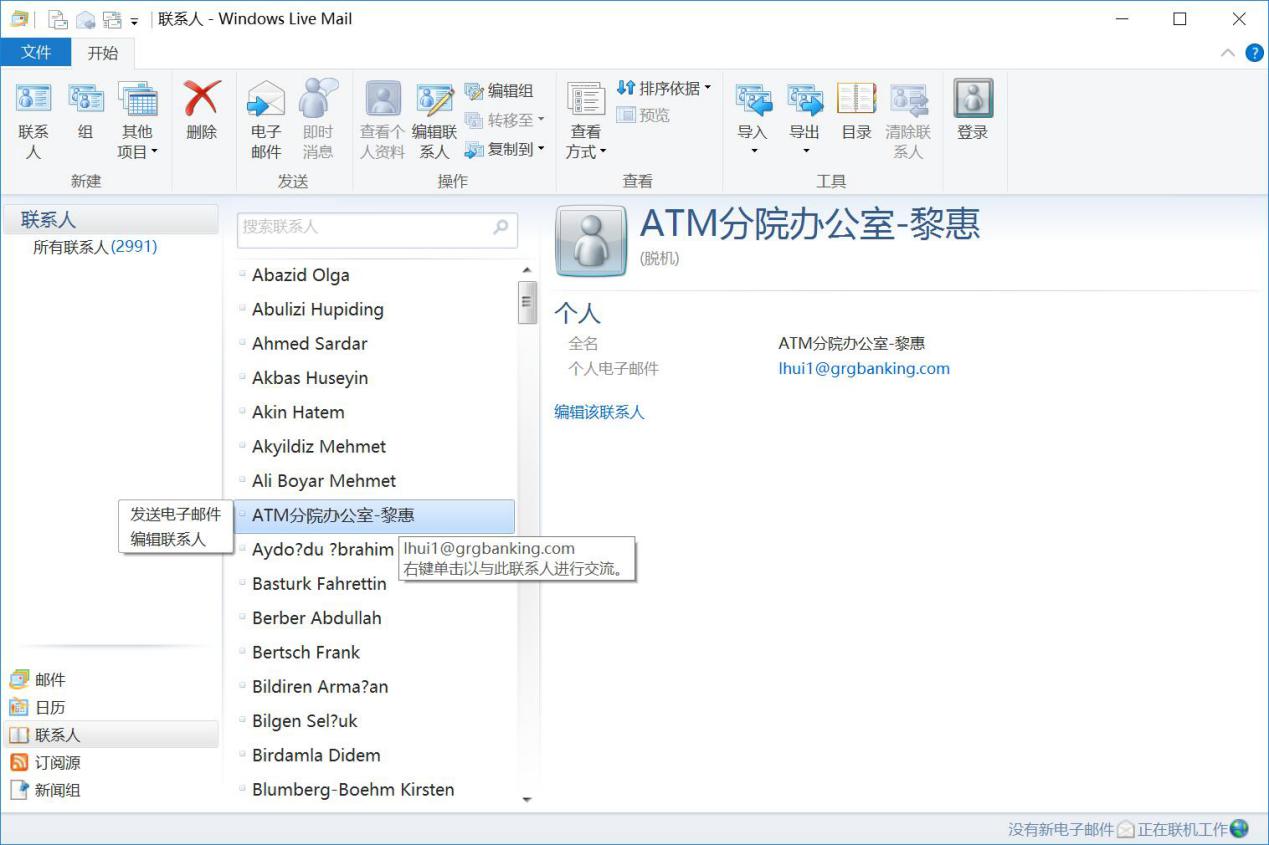 联系人 - Windows Live Mail
文件
开始
联系
人
组
其他
项目
新建
删除
电子
邮件
即时
消息
发送
查看个
人资料
编辑联
系人
编辑组
转移至
复制到
操作
查看
方式
排序依据
预览
查看
导入
导出
目录
清除联
系人
工具
登录
联系人
所有联系人(2991)
邮件
日历
联系人
订阅源
新闻组
搜索联系人
Abazid Olga
Abulizi Hupiding
Ahmed Sardar
Akbas Huseyin
Akin Hatem
Akyildiz Mehmet
Ali Boyar Mehmet
ATM分院办公室-黎惠
Aydo?du ?brahim
Basturk Fahrettin
Berber Abdullah
Bertsch Frank
Bildiren Arma?an
Bilgen Sel?uk
Birdamla Didem
Blumberg-Boehm Kirsten
发送电子邮件
编辑联系人
lhui1@grgbanking.com
右键单击以与此联系人进行交流。
ATM分院办公室-黎惠
(脱机)
个人
全名 ATM分院办公室-黎惠
个人电子邮件 lhui1@grgbanking.com
编辑该联系人
没有新电子邮件 正在联机工作